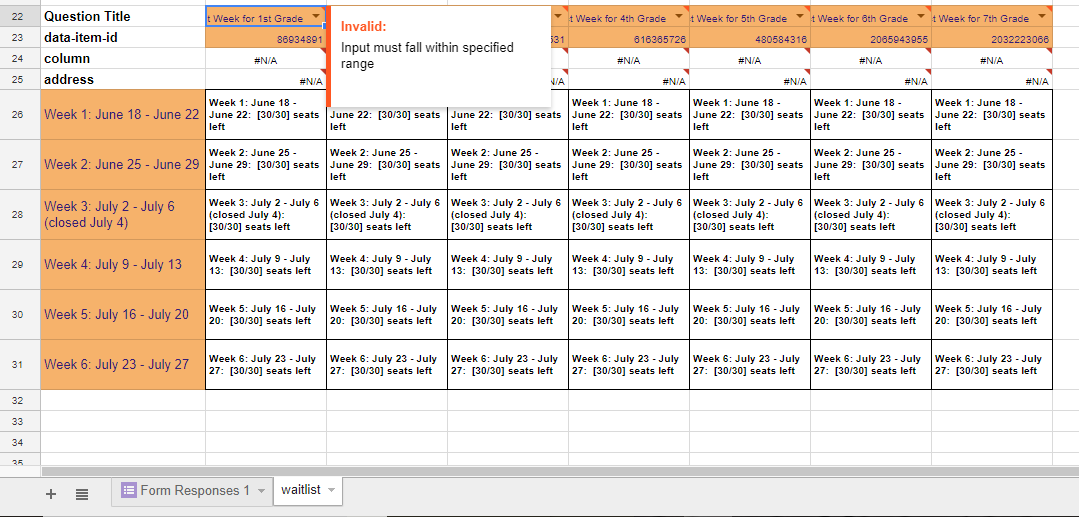 22 Question Title t Week for 1st Grade t Week for 4th Grade t Week for 5th Grade t Week for 6th Grade t Week for 7th Grade
Invalid:
Input must fall within specified
range
23 data-item-id 86934891 531 616365726 480584316 2065943955 2032223066
24 column #N/A #N/A #N/A #N/A #N/A
25 address #N/A N/A #N/A #N/A #N/A #N/A
26 Week 1: June 18 - June 22
Week 1: June 18 - Week 1: June 18 - Week 1: June 18 - Week 1: June 18 - Week 1: June 18 -
June 22: [30/30] seats June 22: [30/30] seats June 22: [30/30] seats June 22: [30/30] seats June 22: [30/30] seats June 22: [30/30] seats June 22: [30/30] seats
left left left left left left left
27 Week 2: June 25 - June 29
Week 2: June 25 - Week 2: June 25 - Week 2: June 25 - Week 2: June 25 - Week 2: June 25 - Week 2: June 25 - Week 2: June 25 -
June 29: [30/30] seats June 29: [30/30] seats June 29: [30/30] seats June 29: [30/30] seats June 29: [30/30] seats June 29: [30/30] seats June 29: [30/30] seats
left left left left left left left
28 Week 3: July 2 - July 6
(closed July 4)
Week 3: July 2 - July 6 Week 3: July 2 - July 6 Week 3: July 2 - July 6 Week 3: July 2 - July 6 Week 3: July 2 - July 6 Week 3: July 2 - July 6 Week 3: July 2 - July 6
(closed July 4): (closed July 4): (closed July 4): (closed July 4): (closed July 4): (closed July 4): (closed July 4):
[30/30] seats left [30/30] seats left [30/30] seats left [30/30] seats left [30/30] seats left [30/30] seats left [30/30] seats left
29 Week 4: July 9 - July 13
Week 4: July 9 - July Week 4: July 9 - July Week 4: July 9 - July Week 4: July 9 - July Week 4: July 9 - July Week 4: July 9 - July Week 4: July 9 - July
13: [30/30] seats left 13: [30/30] seats left 13: [30/30] seats left 13: [30/30] seats left 13: [30/30] seats left 13: [30/30] seats left 13: [30/30] seats left
30 Week 5: July 16 - July 20
Week 5: July 16 - July Week 5: July 16 - July Week 5: July 16 - July Week 5: July 16 - July Week 5: July 16 - July Week 5: July 16 - July Week 5: July 16 - July
20: [30/30] seats left 20: [30/30] seats left 20: [30/30] seats left 20: [30/30] seats left 20: [30/30] seats left 20: [30/30] seats left 20: [30/30] seats left
31 Week 6: July 23 - July 27
Week 6: July 23 - July Week 6: July 23 - July Week 6: July 23 - July Week 6: July 23 - July Week 6: July 23 - July Week 6: July 23 - July Week 6: July 23 - July
27: [30/30] seats left 27: [30/30] seats left 27: [30/30] seats left 27: [30/30] seats left 27: [30/30] seats left 27: [30/30] seats left 27: [30/30] seats left
32
33
34
35
Form Responses 1 waitlist